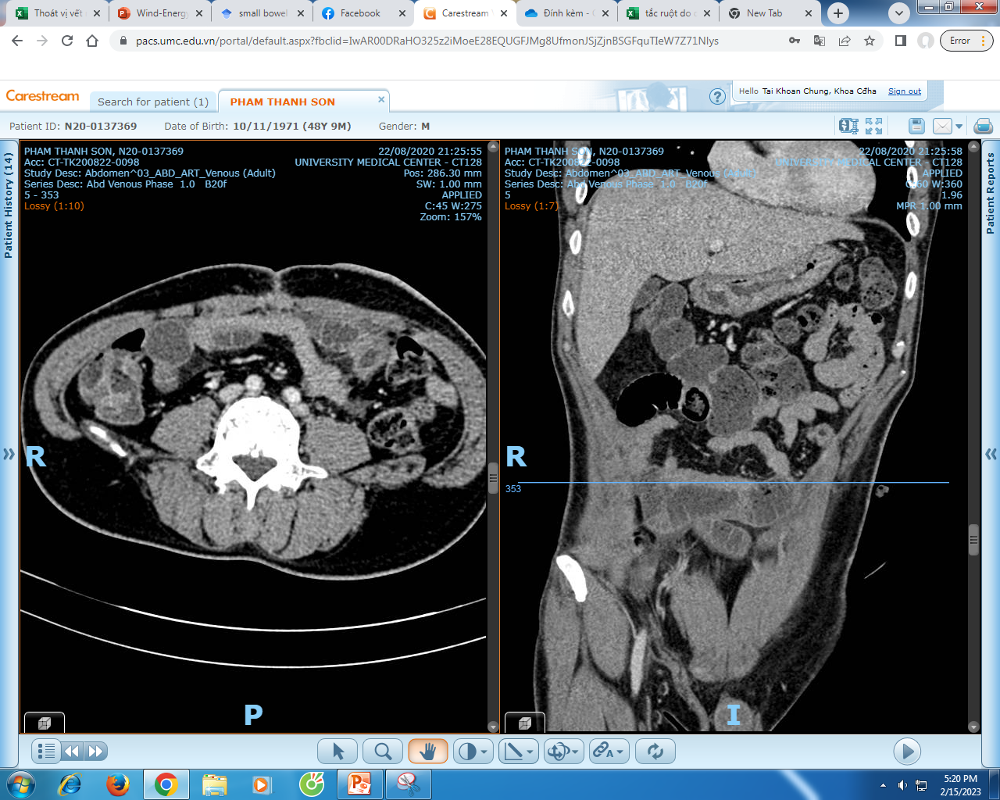 Thoát vị vết
Wind-Energy
small bowel
Facebook
Carestream
Đính kèm -
tắc ruột do
New Tab
pacs.umc.edu.vn/portal/default.aspx?fbclid=IwAR00DRaHO325z2iMoeE28EQUGFJMg8UfmonJSjZjnBSGFquTIeW7Z71NIys
Error
Carestream
Search for patient (1)
PHAM THANH SON
Hello Tai Khoan Chung, Khoa Cđha
Sign out
Patient ID: N20-0137369
Date of Birth: 10/11/1971 (48Y 9M)
Gender: M
Patient History (14)
PHAM THANH SON, N20-0137369
Acc: CT-TK200822-0098
Study Desc: Abdomen^03_ABD_ART_Venous (Adult)
Series Desc: Abd Venous Phase 1.0 B20f
5 - 353
Lossy (1:10)
22/08/2020 21:25:55
UNIVERSITY MEDICAL CENTER - CT128
Pos: 286.30 mm
SW: 1.00 mm
APPLIED
C:45 W:275
Zoom: 157%
R
P
PHAM THANH SON, N20-0137369
Acc: CT-TK200822-0098
Study Desc: Abdomen^03_ABD_ART_Venous (Adult)
Series Desc: Abd Venous Phase 1.0 B20f
5
Lossy (1:7)
22/08/2020 21:25:58
UNIVERSITY MEDICAL CENTER - CT128
APPLIED
C:60 W:360
1.96
MPR 1.00 mm
R
353
I
Patient Reports
A
5:20 PM
2/15/2023